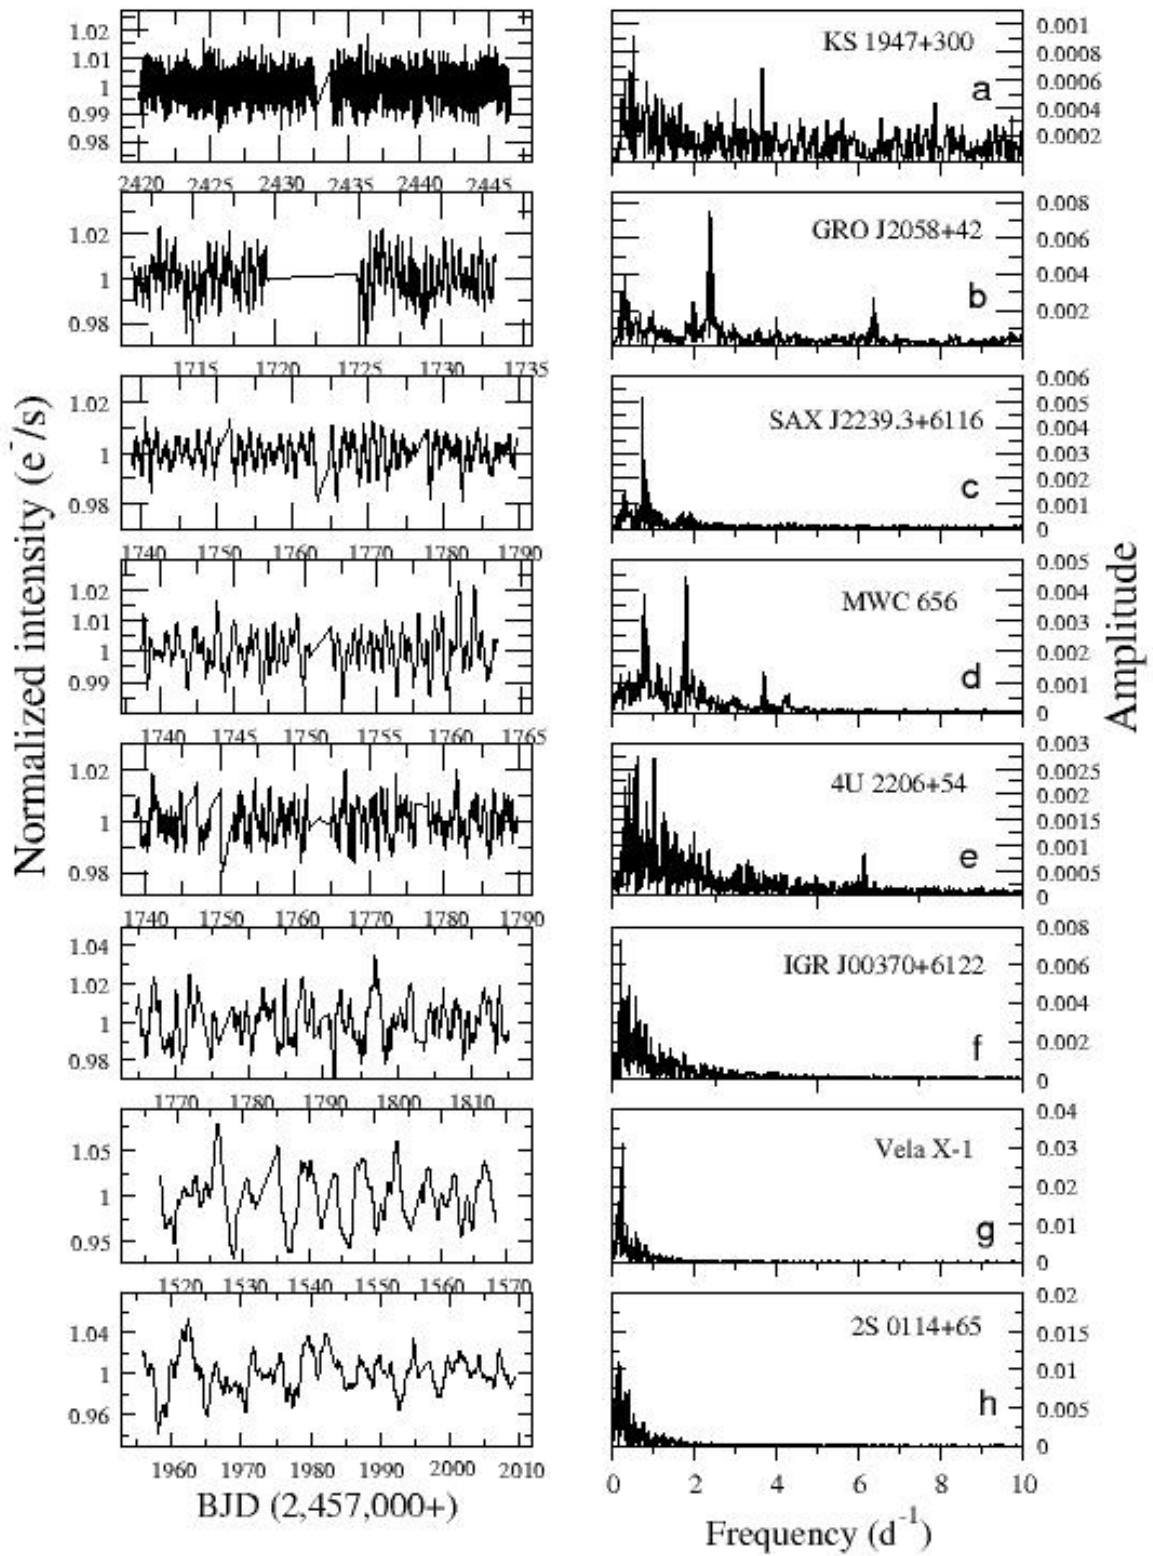 Normalized intensity (e⁻/s)
1.02
1.01
1
0.99
0.98
2420 2425 2430 2435 2440 2445
KS 1947+300
a
0.001
0.0008
0.0006
0.0004
0.0002
1.02
1
0.98
1715 1720 1725 1730 1735
GRO J2058+42
b
0.008
0.006
0.004
0.002
1.02
1
0.98
1740 1750 1760 1770 1780 1790
SAX J2239.3+6116
c
0.006
0.005
0.004
0.003
0.002
0.001
0
1.02
1.01
1
0.99
1740 1745 1750 1755 1760 1765
MWC 656
d
0.005
0.004
0.003
0.002
0.001
0
Amplitude
1.02
1
0.98
1740 1750 1760 1770 1780 1790
4U 2206+54
e
0.003
0.0025
0.002
0.0015
0.001
0.0005
0
1.04
1.02
1
0.98
1770 1780 1790 1800 1810
IGR J00370+6122
f
0.008
0.006
0.004
0.002
0
1.05
1
0.95
1520 1530 1540 1550 1560 1570
Vela X-1
g
0.04
0.03
0.02
0.01
0
1.04
1
0.96
1960 1970 1980 1990 2000 2010
BJD (2,457,000+)
2S 0114+65
h
0.02
0.015
0.01
0.005
0
0 2 4 6 8 10
Frequency (d⁻¹)